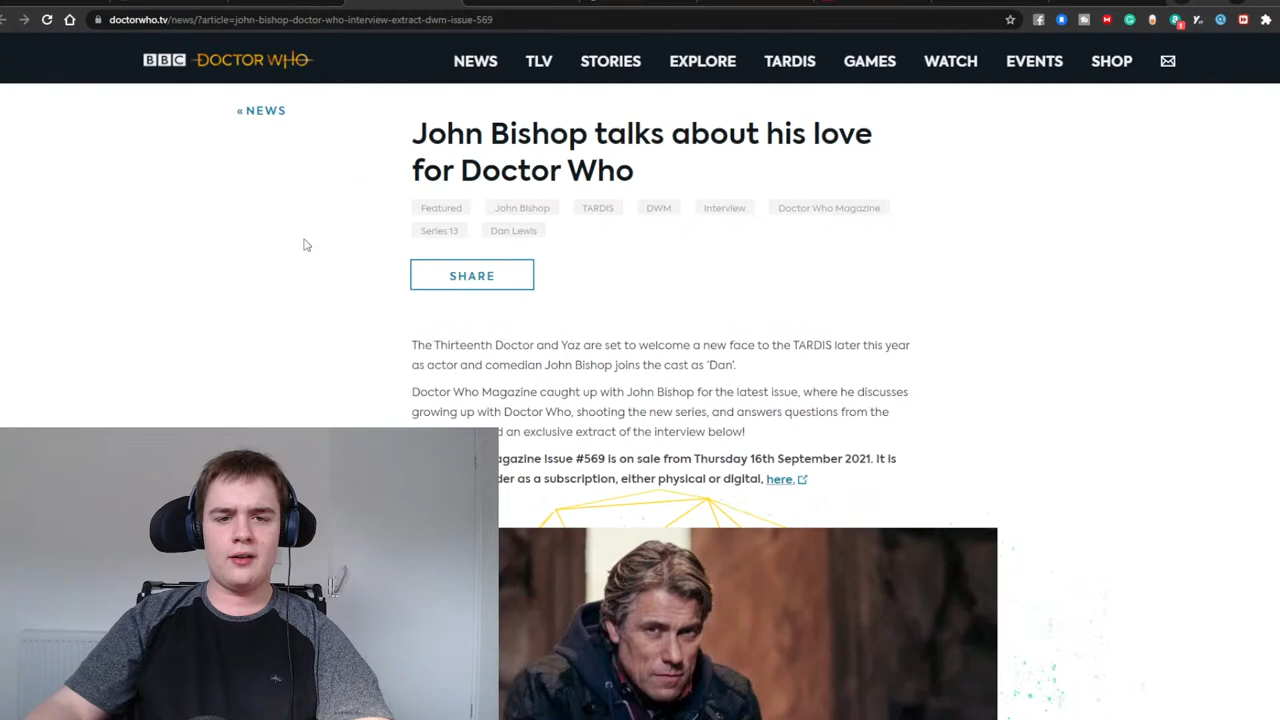 doctorwho.tv/news/?article=john-bishop-doctor-who-interview-extract-dwm-issue-569
BBC DOCTOR WHO
NEWS TLV STORIES EXPLORE TARDIS GAMES WATCH EVENTS SHOP
« NEWS
John Bishop talks about his love
for Doctor Who
Featured John Bishop TARDIS DWM Interview Doctor Who Magazine
Series 13 Dan Lewis
SHARE
The Thirteenth Doctor and Yaz are set to welcome a new face to the TARDIS later this year
as actor and comedian John Bishop joins the cast as ‘Dan’.
Doctor Who Magazine caught up with John Bishop for the latest issue, where he discusses
growing up with Doctor Who, shooting the new series, and answers questions from the
an exclusive extract of the interview below!
Issue #569 is on sale from Thursday 16th September 2021. It is
as a subscription, either physical or digital, here.